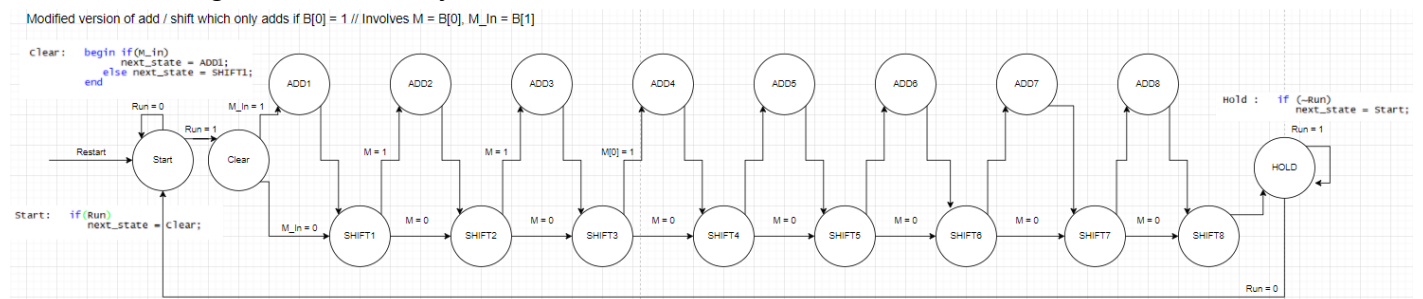 Modified version of add / shift which only adds if B[0] = 1 // Involves M = B[0], M_In = B[1]
Clear: begin if(M_in)
next_state = ADD1;
else next_state = SHIFT1;
end
ADD1 ADD2 ADD3 ADD4 ADD5 ADD6 ADD7 ADD8
Hold : if (~Run)
next_state = Start;
Run = 0 M_In = 1
Run = 1 Run = 1
Restart Start Clear M = 1 M = 1 M[0] = 1 HOLD
Start: if(Run)
next_state = Clear;
M_In = 0 M = 0 M = 0 M = 0 M = 0 M = 0 M = 0 M = 0
SHIFT1 SHIFT2 SHIFT3 SHIFT4 SHIFT5 SHIFT6 SHIFT7 SHIFT8
Run = 0